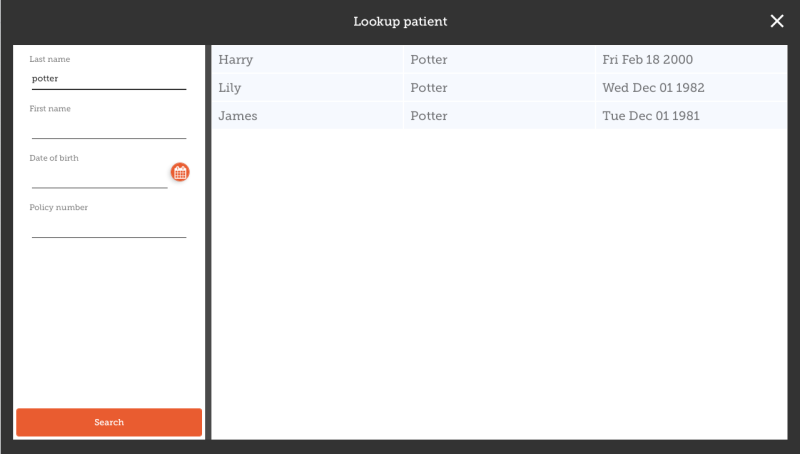 Lookup patient
Last name
potter
First name
Date of birth
Policy number
Search
Harry Potter Fri Feb 18 2000
Lily Potter Wed Dec 01 1982
James Potter Tue Dec 01 1981